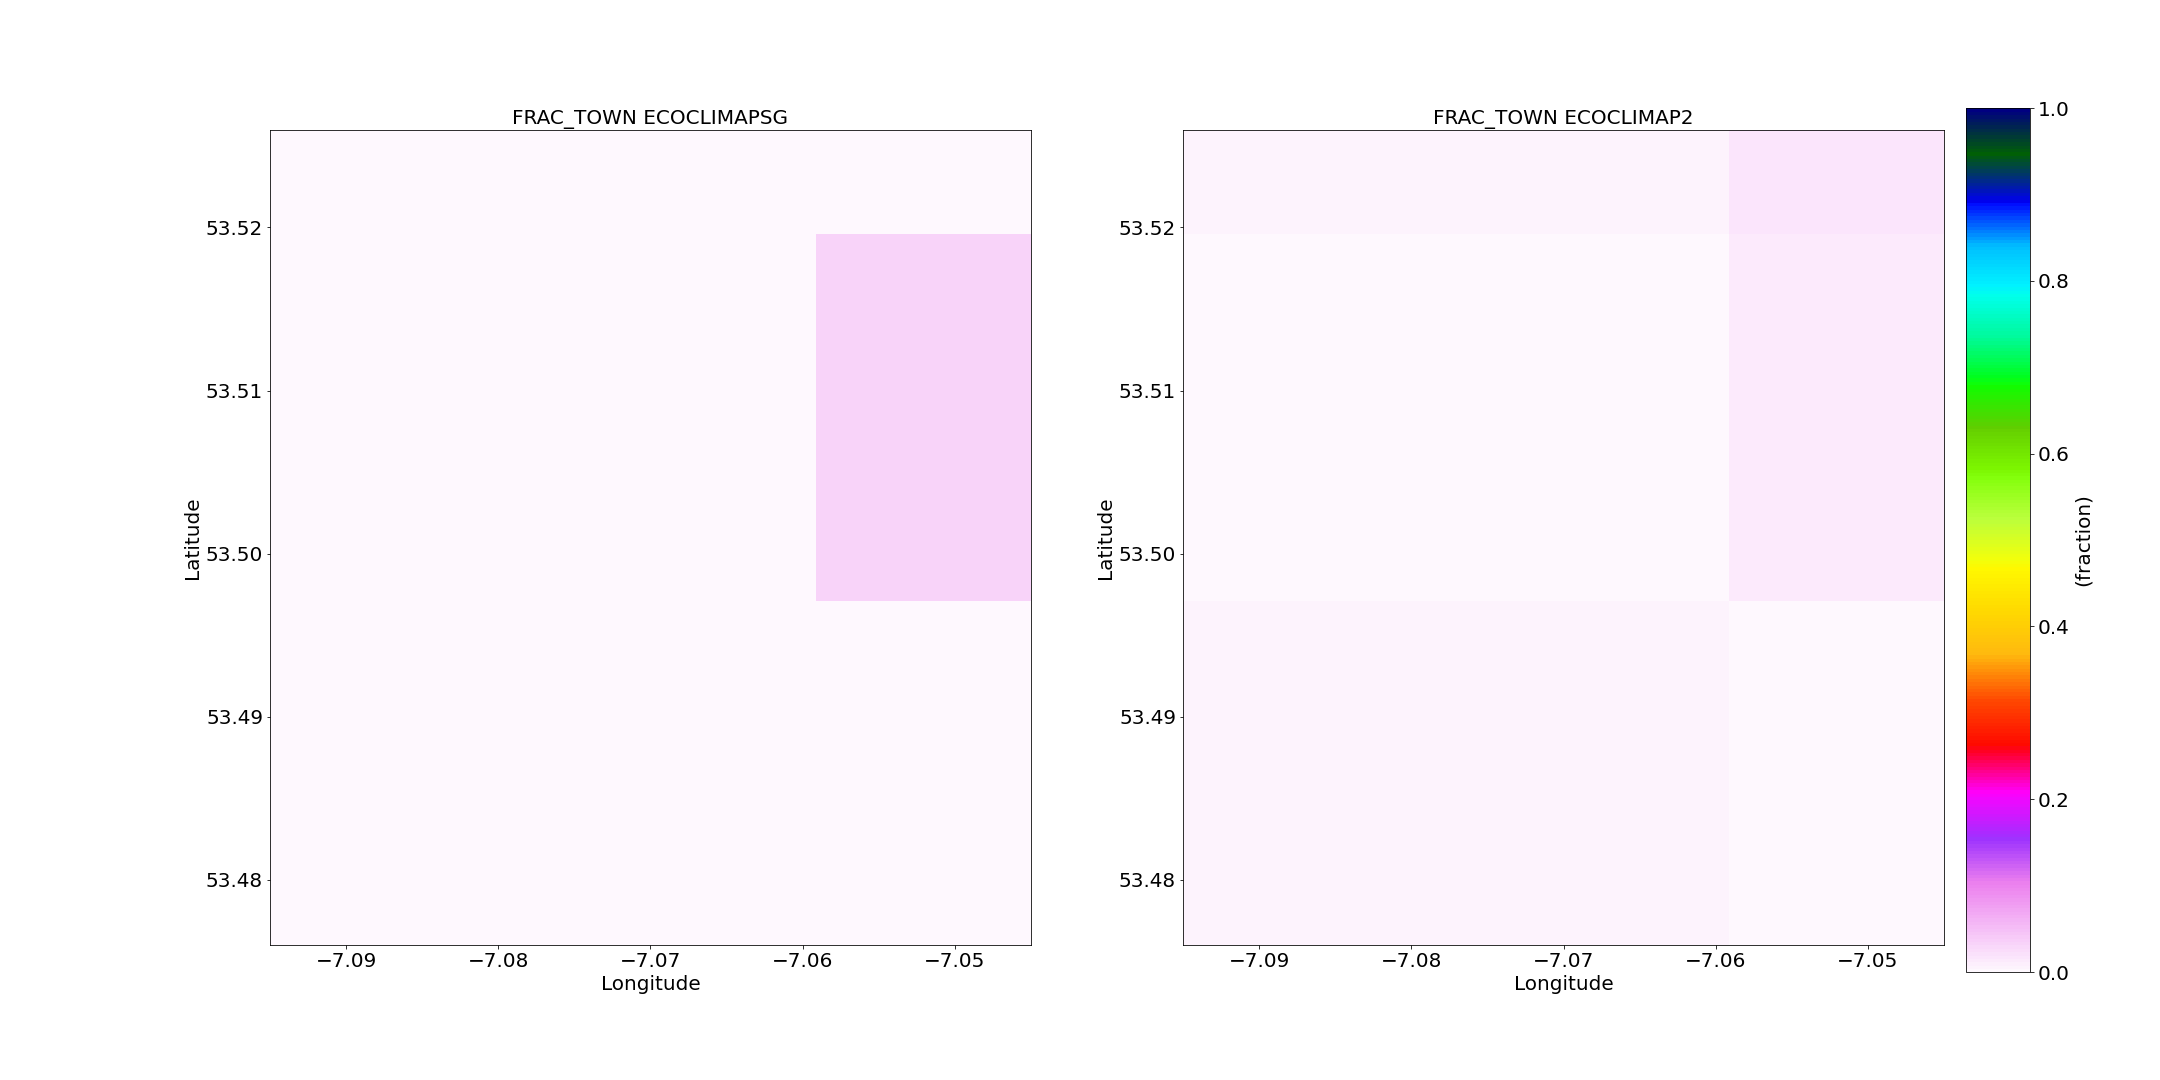 FRAC_TOWN ECOCLIMAPSG
53.52
53.51
53.50
53.49
53.48
Latitude
−7.09 −7.08 −7.07 −7.06 −7.05
Longitude
FRAC_TOWN ECOCLIMAP2
53.52
53.51
53.50
53.49
53.48
Latitude
−7.09 −7.08 −7.07 −7.06 −7.05
Longitude
1.0
0.8
0.6
0.4
0.2
0.0
(fraction)